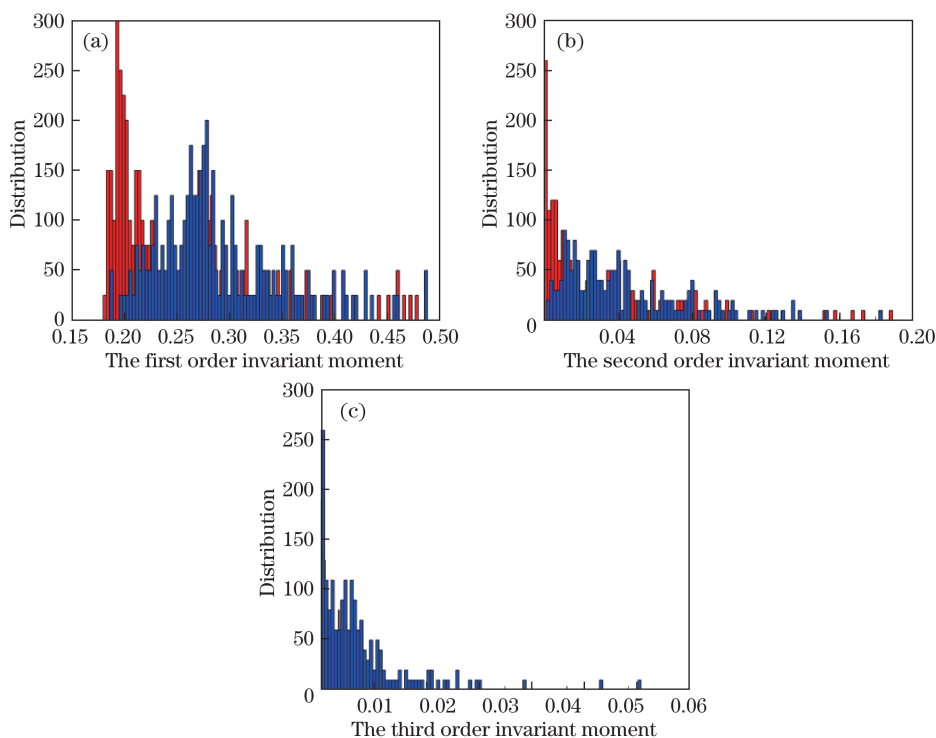 (a)
300
250
200
150
100
50
0
Distribution
0.15 0.20 0.25 0.30 0.35 0.40 0.45 0.50
The first order invariant moment
(b)
300
250
200
150
100
50
0
Distribution
0.04 0.08 0.12 0.16 0.20
The second order invariant moment
(c)
300
250
200
150
100
50
0
Distribution
0.01 0.02 0.03 0.04 0.05 0.06
The third order invariant moment